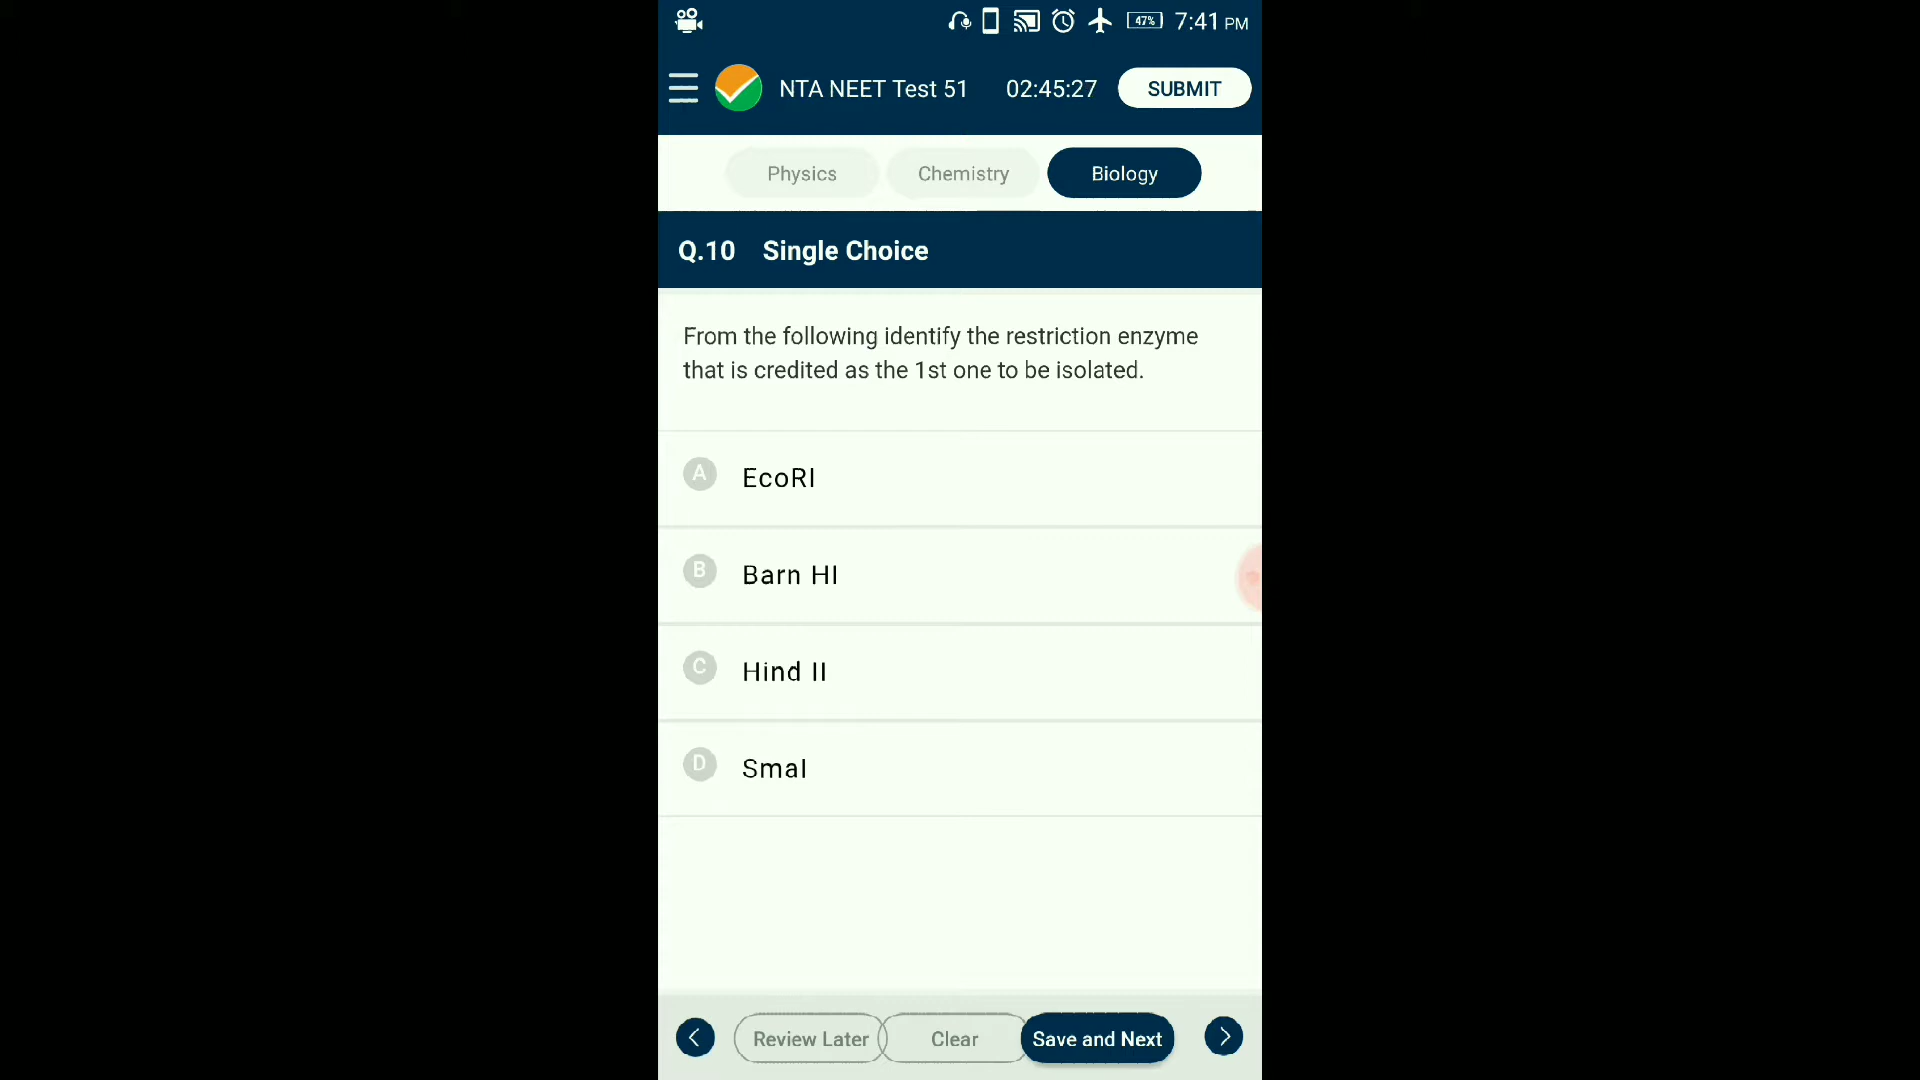 47% 7:41 PM
NTA NEET Test 51 02:45:27 SUBMIT
Physics Chemistry Biology
Q.10 Single Choice
From the following identify the restriction enzyme
that is credited as the 1st one to be isolated.
A EcoRI
B Barn HI
C Hind II
D SmaI
Review Later Clear Save and Next